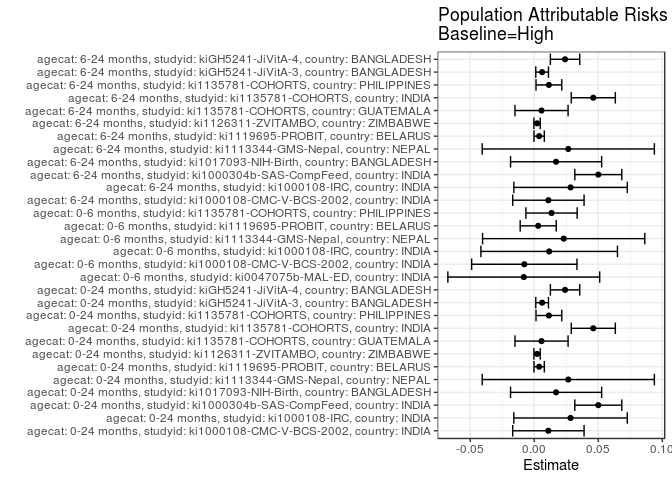 Population Attributable Risks
Baseline=High
agecat: 6-24 months, studyid: kiGH5241-JiVitA-4, country: BANGLADESH
agecat: 6-24 months, studyid: kiGH5241-JiVitA-3, country: BANGLADESH
agecat: 6-24 months, studyid: ki1135781-COHORTS, country: PHILIPPINES
agecat: 6-24 months, studyid: ki1135781-COHORTS, country: INDIA
agecat: 6-24 months, studyid: ki1135781-COHORTS, country: GUATEMALA
agecat: 6-24 months, studyid: ki1126311-ZVITAMBO, country: ZIMBABWE
agecat: 6-24 months, studyid: ki1119695-PROBIT, country: BELARUS
agecat: 6-24 months, studyid: ki1113344-GMS-Nepal, country: NEPAL
agecat: 6-24 months, studyid: ki1017093-NIH-Birth, country: BANGLADESH
agecat: 6-24 months, studyid: ki1000304b-SAS-CompFeed, country: INDIA
agecat: 6-24 months, studyid: ki1000108-IRC, country: INDIA
agecat: 6-24 months, studyid: ki1000108-CMC-V-BCS-2002, country: INDIA
agecat: 0-6 months, studyid: ki1135781-COHORTS, country: PHILIPPINES
agecat: 0-6 months, studyid: ki1119695-PROBIT, country: BELARUS
agecat: 0-6 months, studyid: ki1113344-GMS-Nepal, country: NEPAL
agecat: 0-6 months, studyid: ki1000108-IRC, country: INDIA
agecat: 0-6 months, studyid: ki1000108-CMC-V-BCS-2002, country: INDIA
agecat: 0-6 months, studyid: ki0047075b-MAL-ED, country: INDIA
agecat: 0-24 months, studyid: kiGH5241-JiVitA-4, country: BANGLADESH
agecat: 0-24 months, studyid: kiGH5241-JiVitA-3, country: BANGLADESH
agecat: 0-24 months, studyid: ki1135781-COHORTS, country: PHILIPPINES
agecat: 0-24 months, studyid: ki1135781-COHORTS, country: INDIA
agecat: 0-24 months, studyid: ki1135781-COHORTS, country: GUATEMALA
agecat: 0-24 months, studyid: ki1126311-ZVITAMBO, country: ZIMBABWE
agecat: 0-24 months, studyid: ki1119695-PROBIT, country: BELARUS
agecat: 0-24 months, studyid: ki1113344-GMS-Nepal, country: NEPAL
agecat: 0-24 months, studyid: ki1017093-NIH-Birth, country: BANGLADESH
agecat: 0-24 months, studyid: ki1000304b-SAS-CompFeed, country: INDIA
agecat: 0-24 months, studyid: ki1000108-IRC, country: INDIA
agecat: 0-24 months, studyid: ki1000108-CMC-V-BCS-2002, country: INDIA
-0.05 0.00 0.05 0.10
Estimate